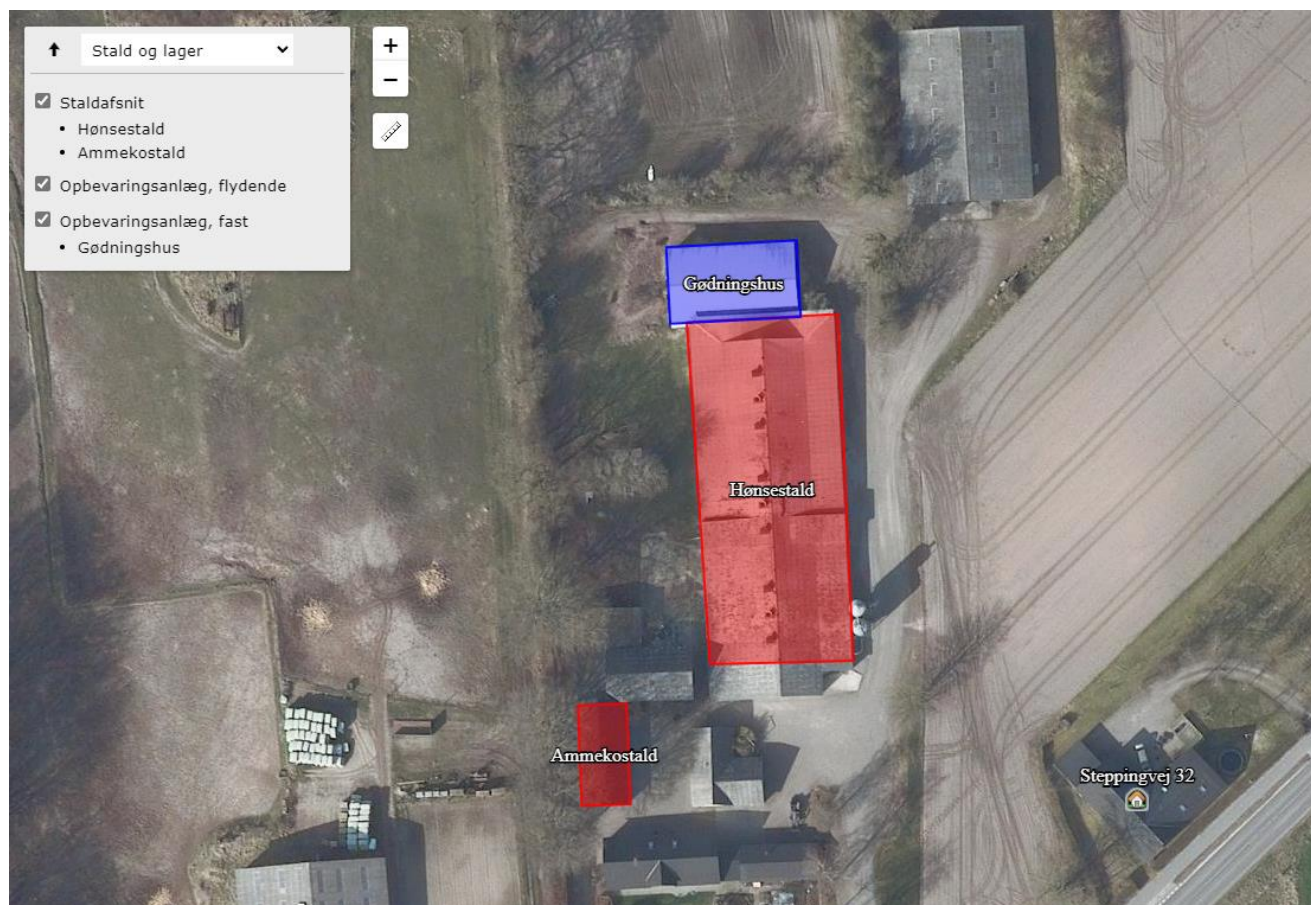 Stald og lager
Staldafsnit
Hønsestald
Ammekostald
Opbevaringsanlæg, flydende
Opbevaringsanlæg, fast
Gødningshus
+
−
Gødningshus
Hønsestald
Ammekostald
Steppingvej 32